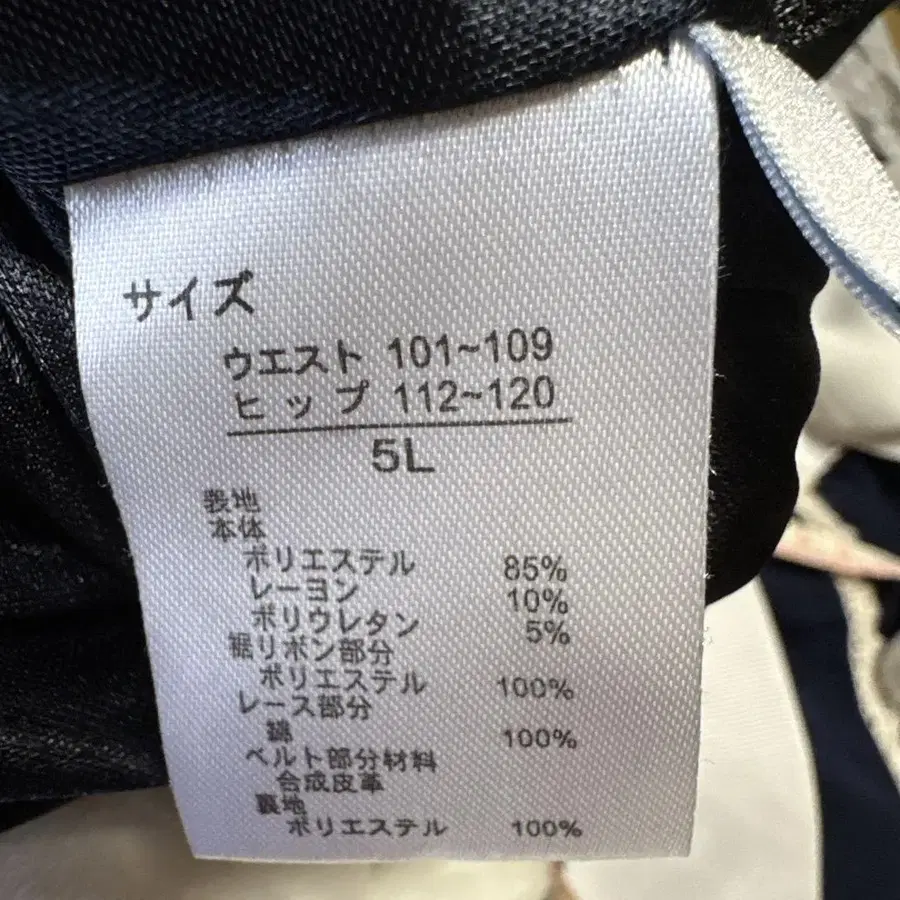 サイズ
ウエスト 101~109
ヒップ 112~120
5L
表地
本体
ポリエステル 85%
レーヨン 10%
ポリウレタン 5%
裾リボン部分
ポリエステル 100%
レース部分
綿 100%
ベルト部分材料
合成皮革
裏地
ポリエステル 100%